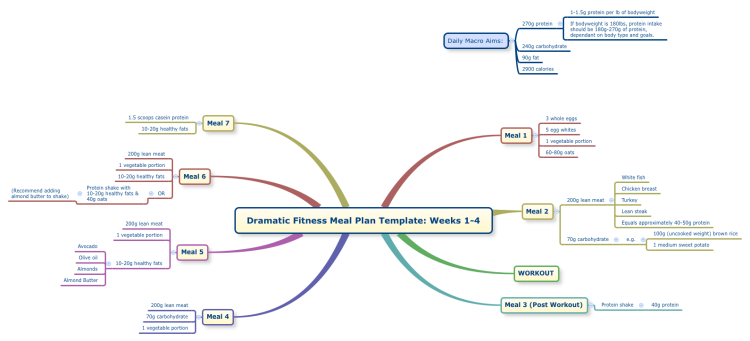 Dramatic Fitness Meal Plan Template: Weeks 1-4
Daily Macro Aims:
270g protein
1-1.5g protein per lb of bodyweight
If bodyweight is 180lbs, protein intake
should be 180g-270g of protein,
dependant on body type and goals.
240g carbohydrate
90g fat
2900 calories
Meal 1
3 whole eggs
5 egg whites
1 vegetable portion
60-80g oats
Meal 2
200g lean meat
White fish
Chicken breast
Turkey
Lean steak
Equals approximately 40-50g protein
70g carbohydrate
e.g.
100g (uncooked weight) brown rice
1 medium sweet potato
WORKOUT
Meal 3 (Post Workout)
Protein shake
40g protein
Meal 4
200g lean meat
70g carbohydrate
1 vegetable portion
Meal 5
200g lean meat
1 vegetable portion
10-20g healthy fats
Avocado
Olive oil
Almonds
Almond Butter
Meal 6
200g lean meat
1 vegetable portion
10-20g healthy fats
OR
Protein shake with
10-20g healthy fats &
40g oats
(Recommend adding
almond butter to shake)
Meal 7
1.5 scoops casein protein
10-20g healthy fats